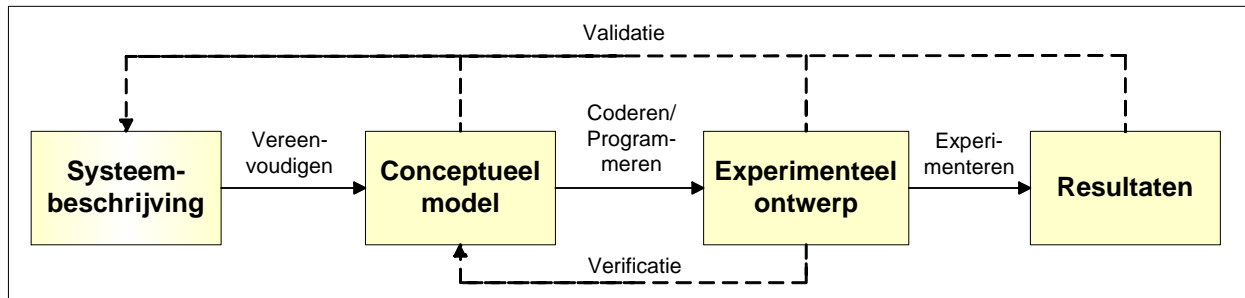 Validatie
Systeem-
beschrijving
Vereen-
voudigen
Conceptueel
model
Coderen/
Program-
meren
Experimenteel
ontwerp
Experi-
menteren
Resultaten
Verificatie